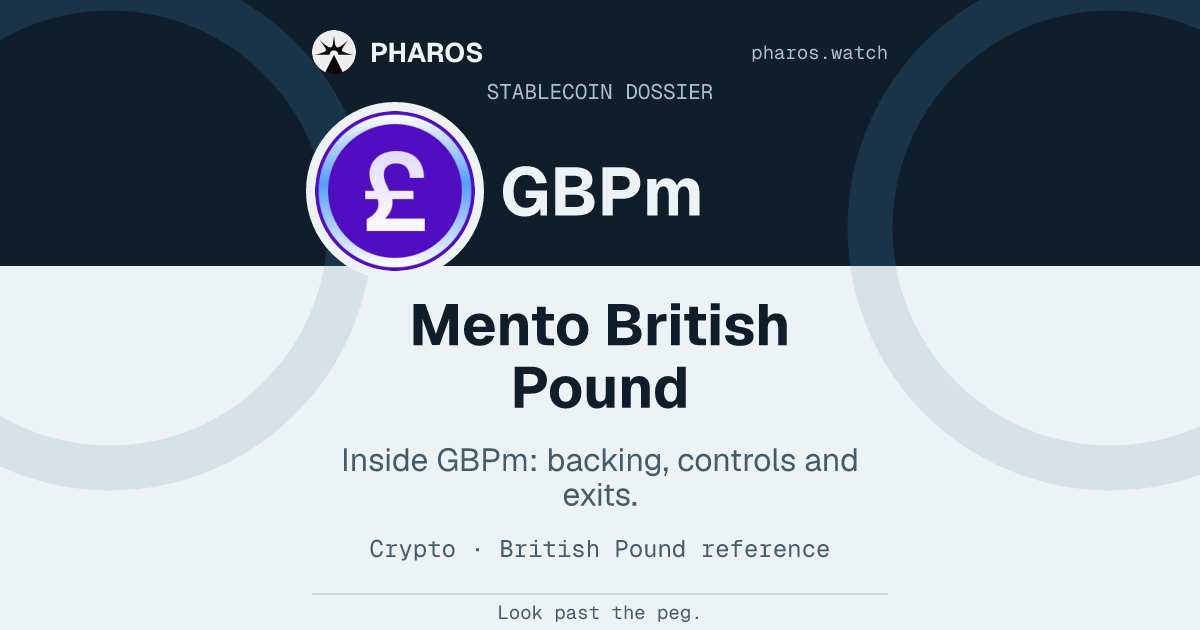 PHAROS
pharos.watch
STABLECOIN DOSSIER
£
GBPm
Mento British
Pound
Inside GBPm: backing, controls and
exits.
Crypto · British Pound reference
Look past the peg.